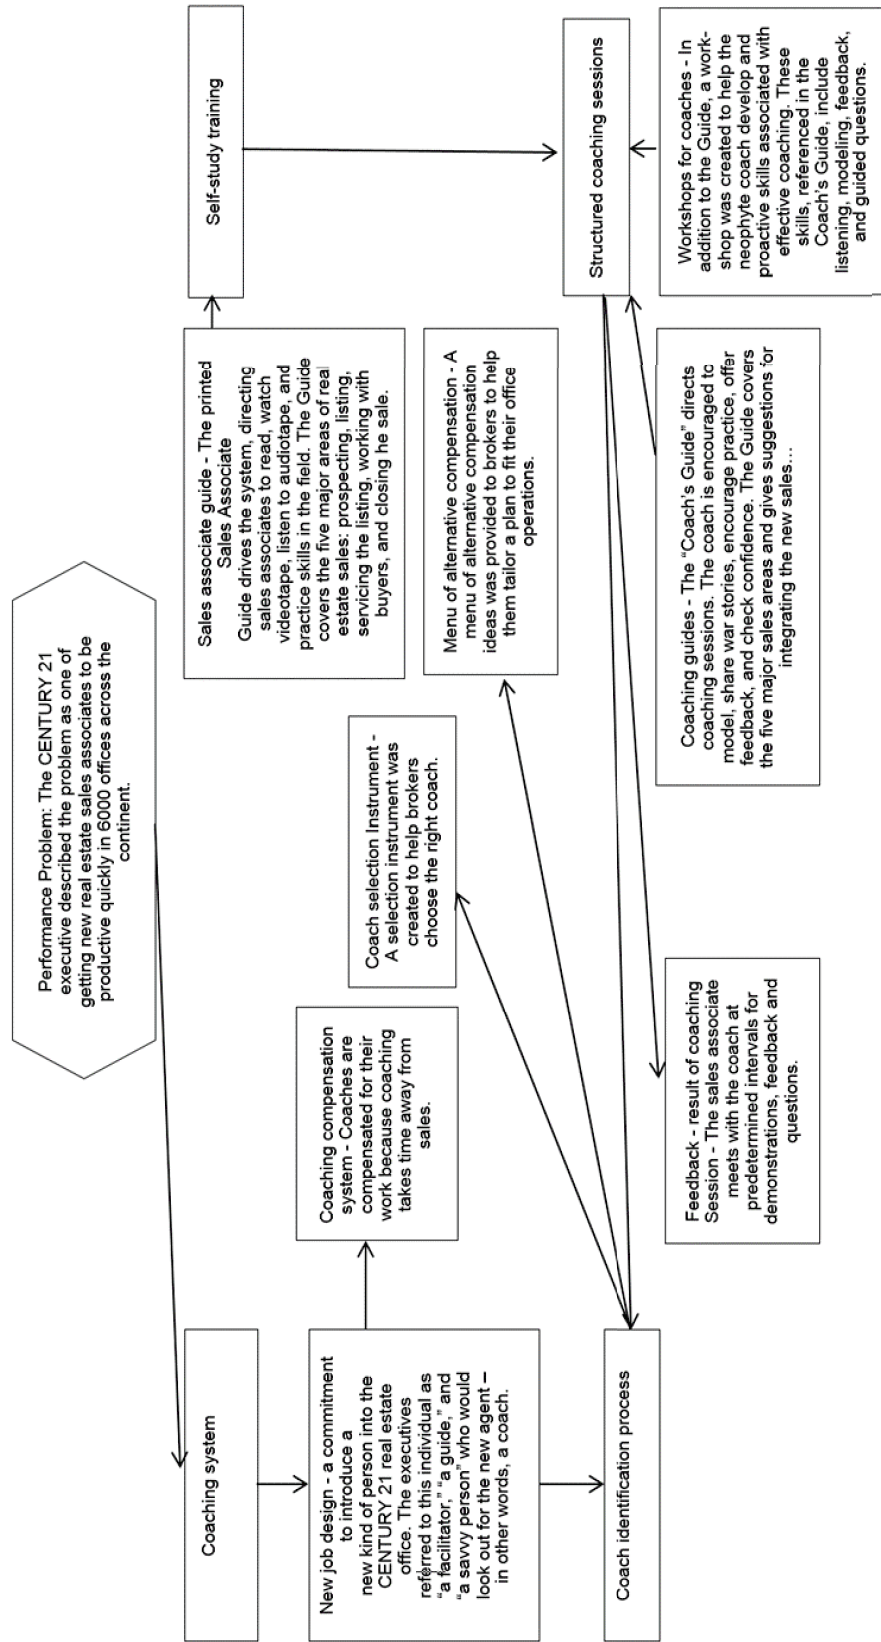 Performance Problem: The CENTURY 21
executive described the problem as one of
getting new real estate sales associates to be
productive quickly in 6000 offices across the
continent.
Coaching system
Self-study training
New job design - a commitment
to introduce a
new kind of person into the
CENTURY 21 real estate
office. The executives
referred to this individual as
“a facilitator,” “a guide,” and
“a savvy person” who would
look out for the new agent –
in other words, a coach.
Coaching compensation
system - Coaches are
compensated for their
work because coaching
takes time away from
sales.
Coach selection Instrument -
A selection instrument was
created to help brokers
choose the right coach.
Sales associate guide - The printed
Sales Associate
Guide drives the system, directing
sales associates to read, watch
videotape, listen to audiotape, and
practice skills in the field. The Guide
covers the five major areas of real
estate sales: prospecting, listing,
servicing the listing, working with
buyers, and closing he sale.
Menu of alternative compensation - A
menu of alternative compensation
ideas was provided to brokers to help
them tailor a plan to fit their office
operations.
Coach identification process
Structured coaching sessions
Feedback - result of coaching
Session - The sales associate
meets with the coach at
predetermined intervals for
demonstrations, feedback and
questions.
Coaching guides - The “Coach's Guide” directs
coaching sessions. The coach is encouraged to
model, share war stories, encourage practice, offer
feedback, and check confidence. The Guide covers
the five major sales areas and gives suggestions for
integrating the new sales…
Workshops for coaches - In
addition to the Guide, a work-
shop was created to help the
neophyte coach develop and
proactive skills associated with
effective coaching. These
skills, referenced in the
Coach's Guide, include
listening, modeling, feedback,
and guided questions.